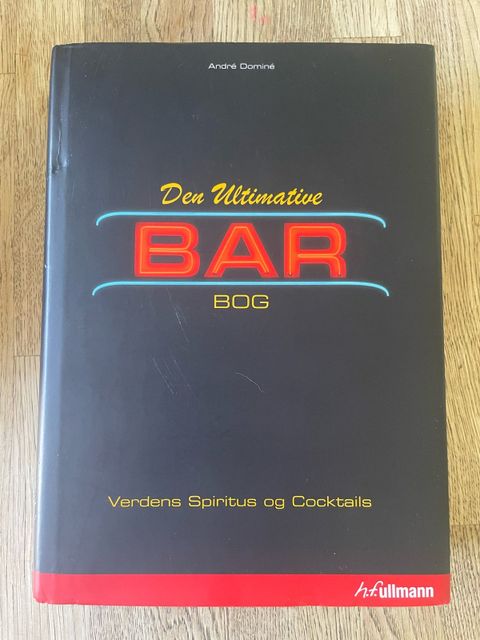 André Dominé
Den Ultimative
BAR
BOG
Verdens Spiritus og Cocktails
h.f.ullmann